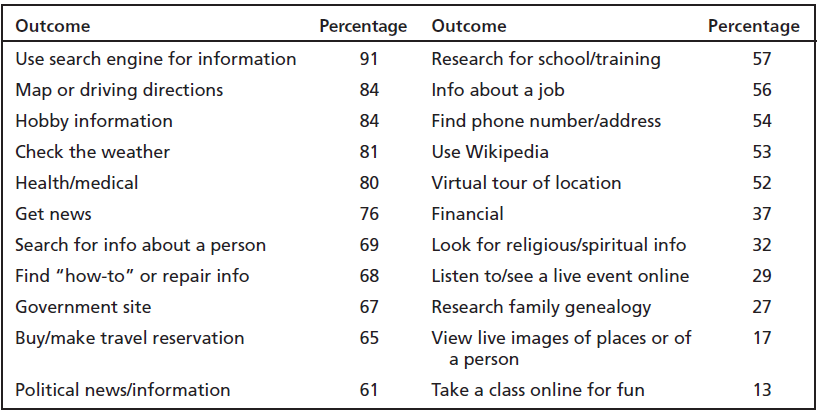 Outcome Percentage Outcome Percentage
Use search engine for information 91 Research for school/training 57
Map or driving directions 84 Info about a job 56
Hobby information 84 Find phone number/address 54
Check the weather 81 Use Wikipedia 53
Health/medical 80 Virtual tour of location 52
Get news 76 Financial 37
Search for info about a person 69 Look for religious/spiritual info 32
Find “how-to” or repair info 68 Listen to/see a live event online 29
Government site 67 Research family genealogy 27
Buy/make travel reservation 65 View live images of places or of 17
a person
Political news/information 61 Take a class online for fun 13